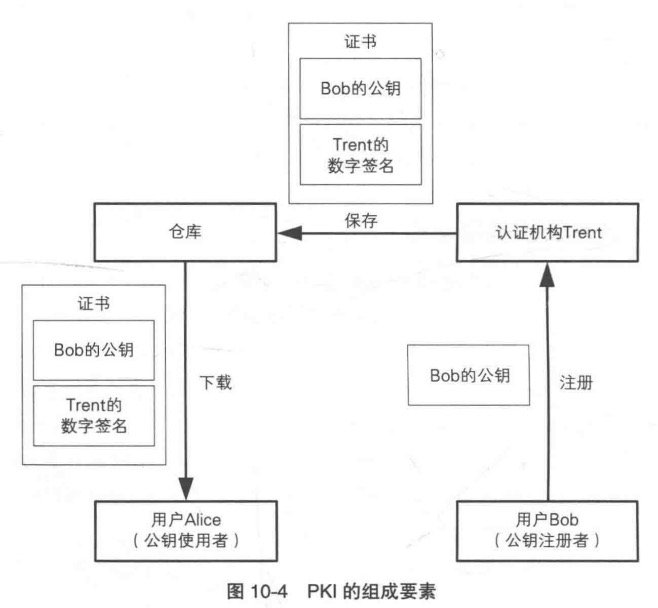 证书
Bob的公钥
Trent的
数字签名
仓库
保存
认证机构Trent
证书
Bob的公钥
Trent的
数字签名
下载
Bob的公钥
注册
用户Alice
（公钥使用者）
用户Bob
（公钥注册者）
图 10-4 PKI 的组成要素